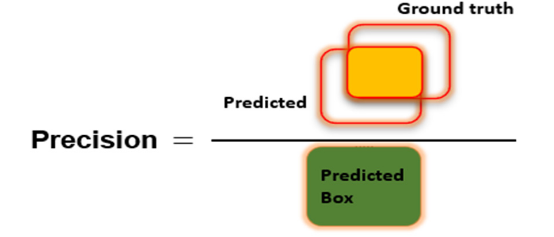 Ground truth
Predicted
Precision =
Predicted
Box